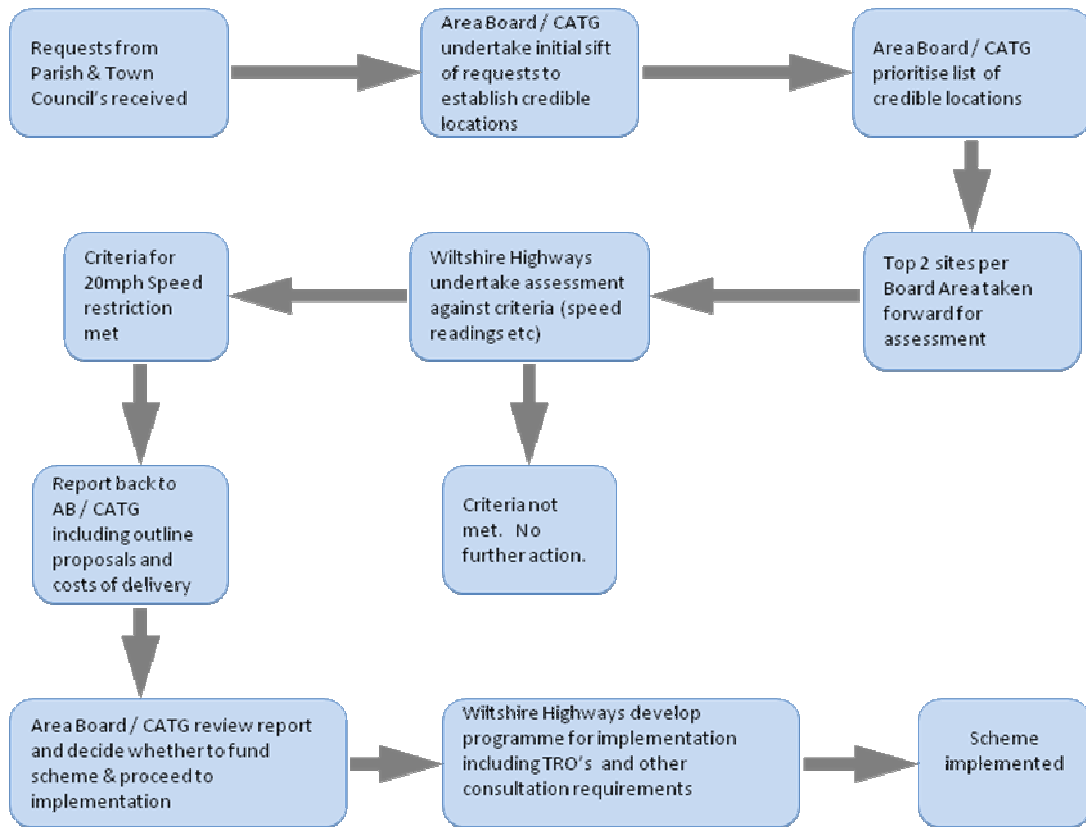 Requests from
Parish & Town
Council's received
Area Board / CATG
undertake initial sift
of requests to
establish credible
locations
Area Board / CATG
prioritise list of
credible locations
Top 2 sites per
Board Area taken
forward for
assessment
Wiltshire Highways
undertake assessment
against criteria (speed
readings etc)
Criteria for
20mph Speed
restriction
met
Criteria not
met. No
further action.
Report back to
AB / CATG
including outline
proposals and
costs of delivery
Area Board / CATG review report
and decide whether to fund
scheme & proceed to
implementation
Wiltshire Highways develop
programme for implementation
including TRO's and other
consultation requirements
Scheme
implemented